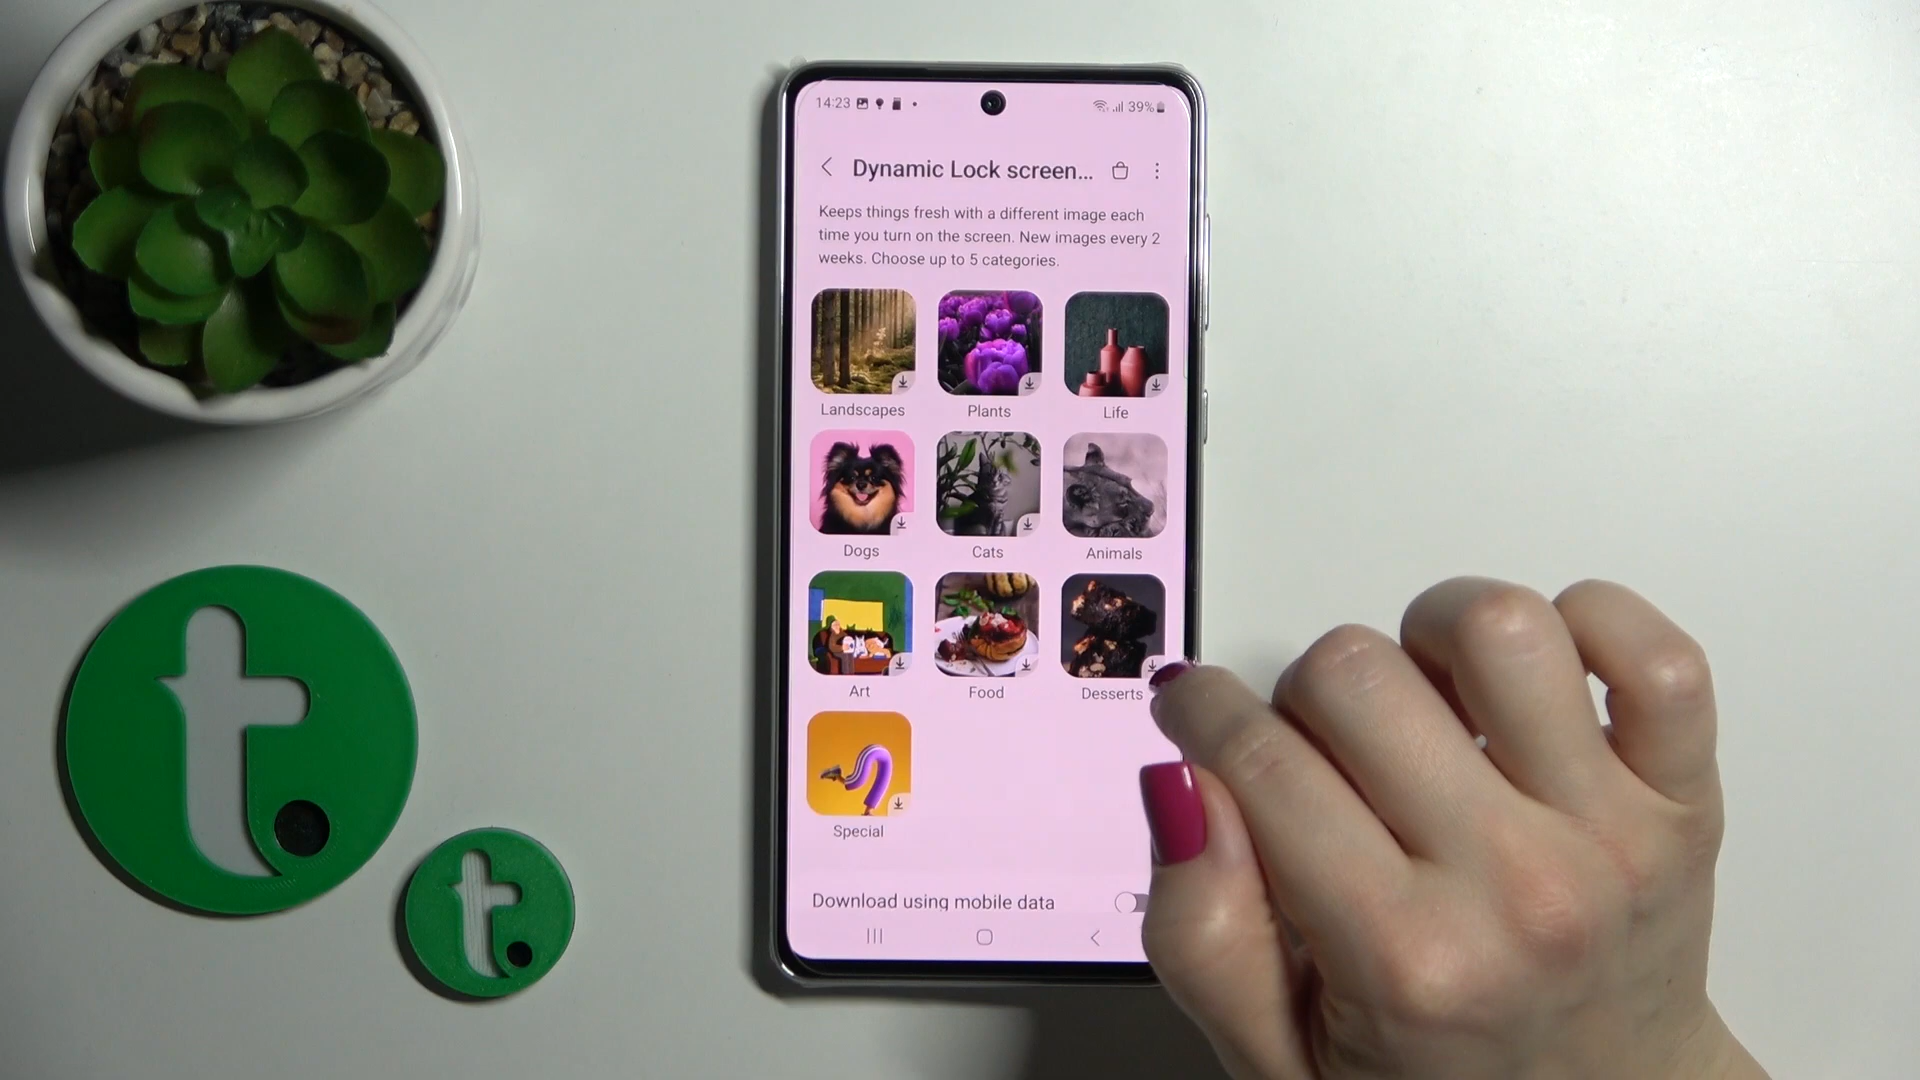 14:23
39%
Dynamic Lock screen...
Keeps things fresh with a different image each
time you turn on the screen. New images every 2
weeks. Choose up to 5 categories.
Landscapes
Plants
Life
Dogs
Cats
Animals
Art
Food
Desserts
Special
Download using mobile data
t.
t.